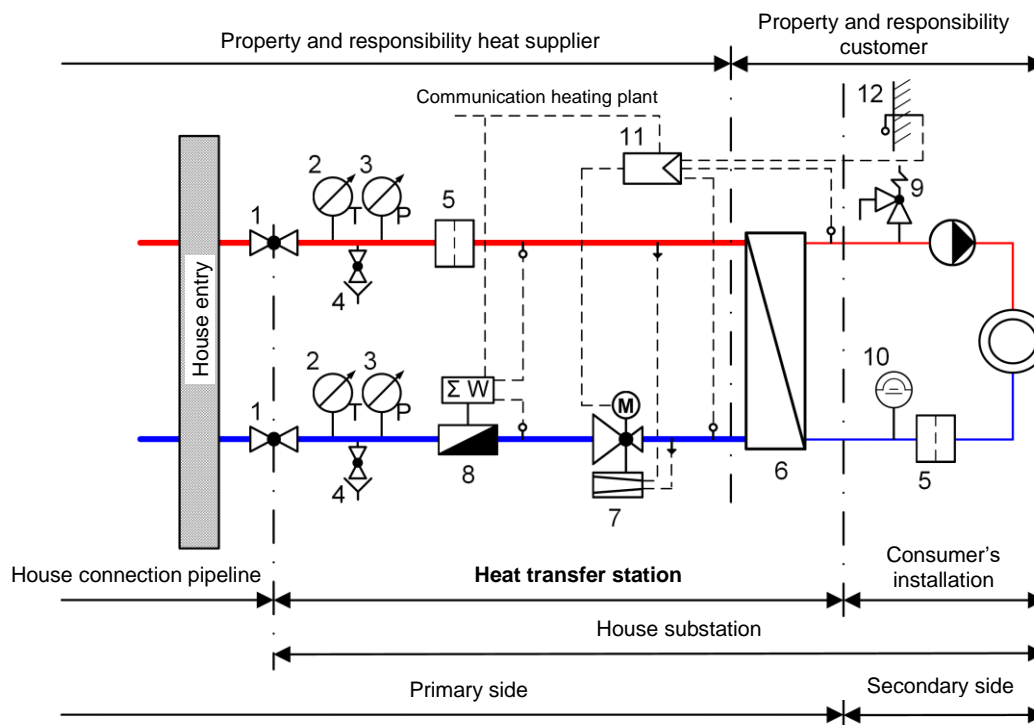 Property and responsibility heat supplier
Property and responsibility
customer
Communication heating plant
12
11
2
3
5
9
1
T
P
4
House entry
2
3
10
1
T
P
Σ W
M
4
8
7
6
5
House connection pipeline
Heat transfer station
Consumer's
installation
House substation
Primary side
Secondary side